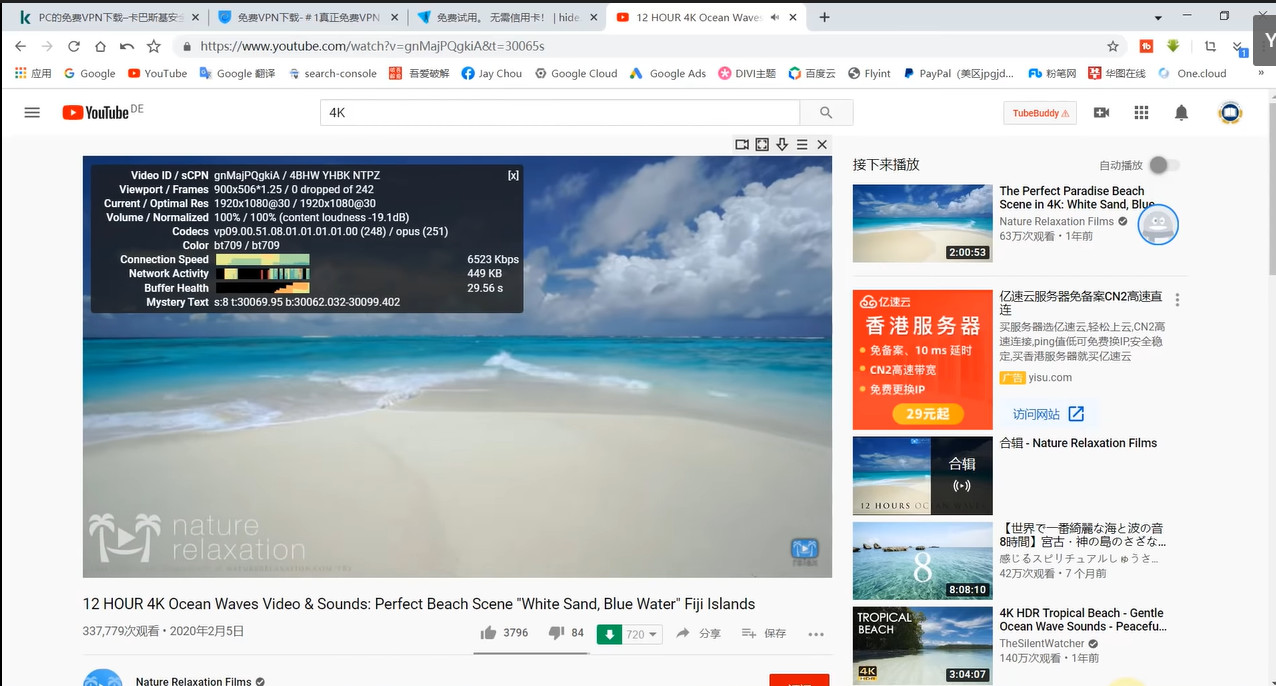 PC的免费VPN下载–卡巴斯基安全
免费VPN下载-#1真正免费VPN
免费试用。 无需信用卡! | hide
12 HOUR 4K Ocean Waves
https://www.youtube.com/watch?v=gnMajPQgkiA&t=30065s
应用 Google YouTube Google 翻译 search-console 吾爱破解 Jay Chou Google Cloud Google Ads DIVI主题 百度云 Flyint PayPal (美区jpgjd... 粉笔网 华图在线 One.cloud »
YouTube DE
4K
TubeBuddy
Video ID / sCPN gnMajPQgkiA / 4BHW YHBK NTPZ [x]
Viewport / Frames 900x506*1.25 / 0 dropped of 242
Current / Optimal Res 1920x1080@30 / 1920x1080@30
Volume / Normalized 100% / 100% (content loudness -19.1dB)
Codecs vp09.00.51.08.01.01.01.01.00 (248) / opus (251)
Color bt709 / bt709
Connection Speed 6523 Kbps
Network Activity 449 KB
Buffer Health 29.56 s
Mystery Text s:8 t:30069.95 b:30062.032-30099.402
nature
relaxation
12 HOUR 4K Ocean Waves Video & Sounds: Perfect Beach Scene "White Sand, Blue Water" Fiji Islands
337,779次观看 • 2020年2月5日
3796
84
720
分享
保存
Nature Relaxation Films
接下来播放
自动播放
The Perfect Paradise Beach
Scene in 4K: White Sand, Blue
Nature Relaxation Films
63万次观看 • 1年前
2:00:53
亿速云
香港服务器
免备案、10 ms 延时
CN2高速带宽
免费更换IP
29元起
亿速云服务器免备案CN2高速直
连
买服务器选亿速云,轻松上云,CN2高
速连接,ping值低可免费换IP,安全稳
定,买香港服务器就买亿速云
广告 yisu.com
访问网站
合辑
12 HOURS OC
合辑 - Nature Relaxation Films
【世界で一番綺麗な海と波の音
8時間】宮古・神の島のさざな...
感じるスピリチュアルしゅうさ...
42万次观看 • 7 个月前
8
8:08:10
TROPICAL
BEACH
4K
HDR
3:04:07
4K HDR Tropical Beach - Gentle
Ocean Wave Sounds - Peacefu...
TheSilentWatcher
140万次观看 • 1年前